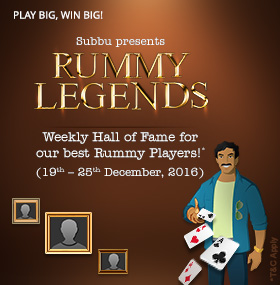 PLAY BIG, WIN BIG!
Subbu presents
RUMMY
LEGENDS
Weekly Hall of Fame for
our best Rummy Players!*
(19th – 25th December, 2016)
A
*T&C Apply